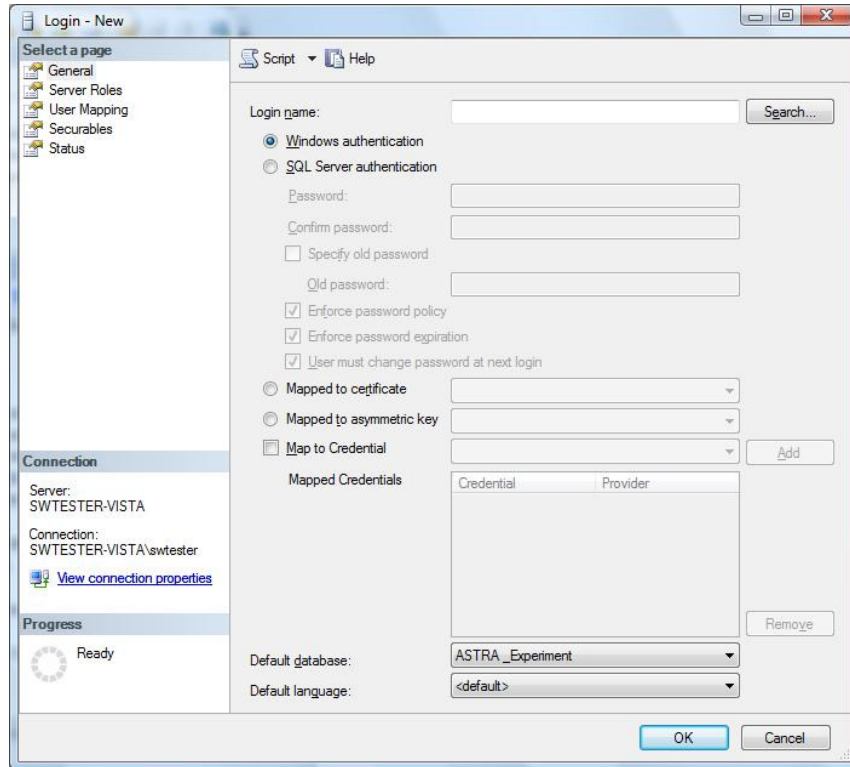 Login - New
Select a page
General
Server Roles
User Mapping
Securables
Status
Connection
Server:
SWTESTER-VISTA
Connection:
SWTESTER-VISTA\swtester
View connection properties
Progress
Ready
Script Help
Login name: Search...
Windows authentication
SQL Server authentication
Password:
Confirm password:
Specify old password
Old password:
Enforce password policy
Enforce password expiration
User must change password at next login
Mapped to certificate
Mapped to asymmetric key
Map to Credential Add
Mapped Credentials Credential Provider
Remove
Default database: ASTRA _Experiment
Default language: <default>
OK Cancel